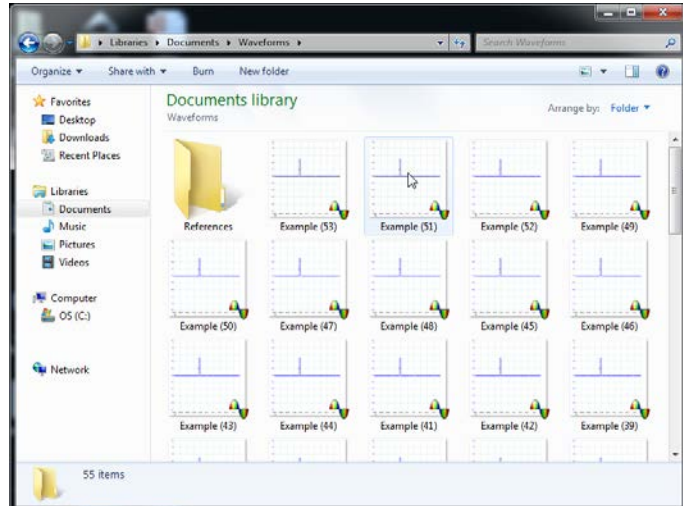 Libraries Documents Waveforms
Search Waveforms
Organize Share with Burn New folder
Favorites
Desktop
Downloads
Recent Places
Libraries
Documents
Music
Pictures
Videos
Computer
OS (C:)
Network
Documents library
Waveforms
Arrange by: Folder
References Example (53) Example (51) Example (52) Example (49)
Example (50) Example (47) Example (48) Example (45) Example (46)
Example (43) Example (44) Example (41) Example (42) Example (39)
55 items